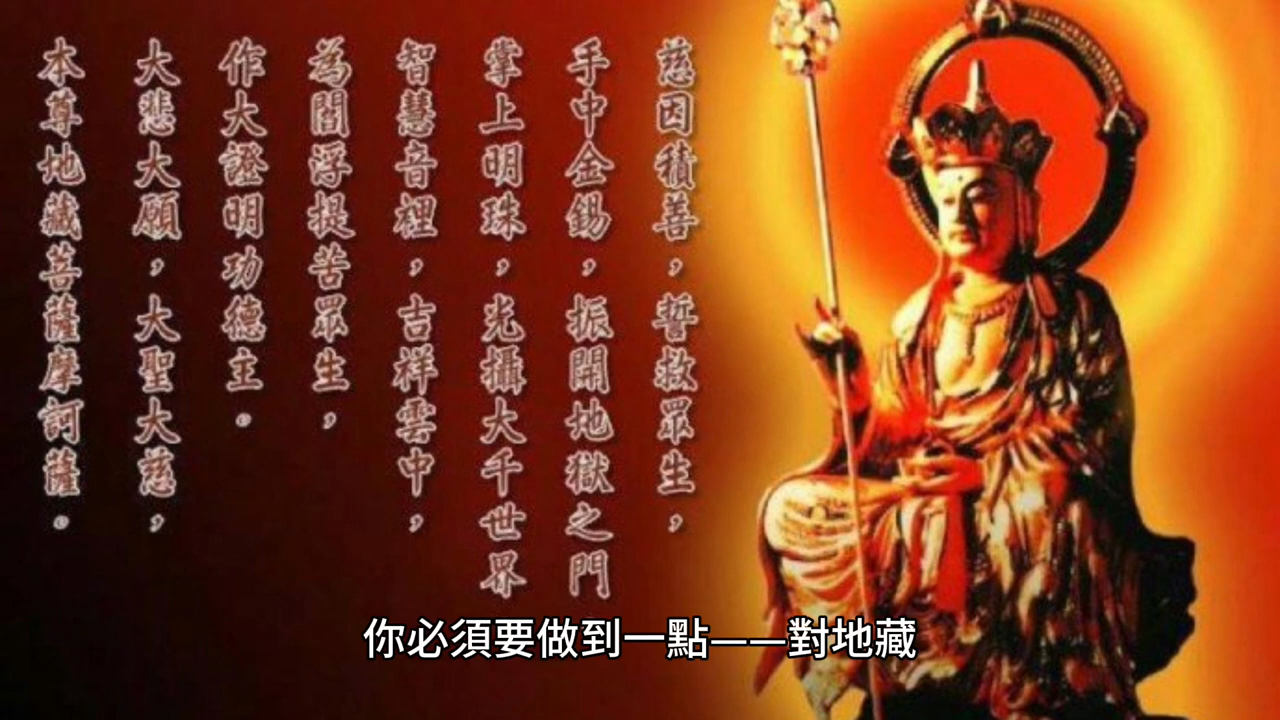 慈因積善，誓救眾生，
手中金錫，振開地獄之門
掌上明珠，光攝大千世界
智慧音裡，吉祥雲中，
為閻浮提苦眾生，
作大證明功德主。
大悲大願，大聖大慈，
本尊地藏菩薩摩訶薩。
你必須要做到一點——對地藏